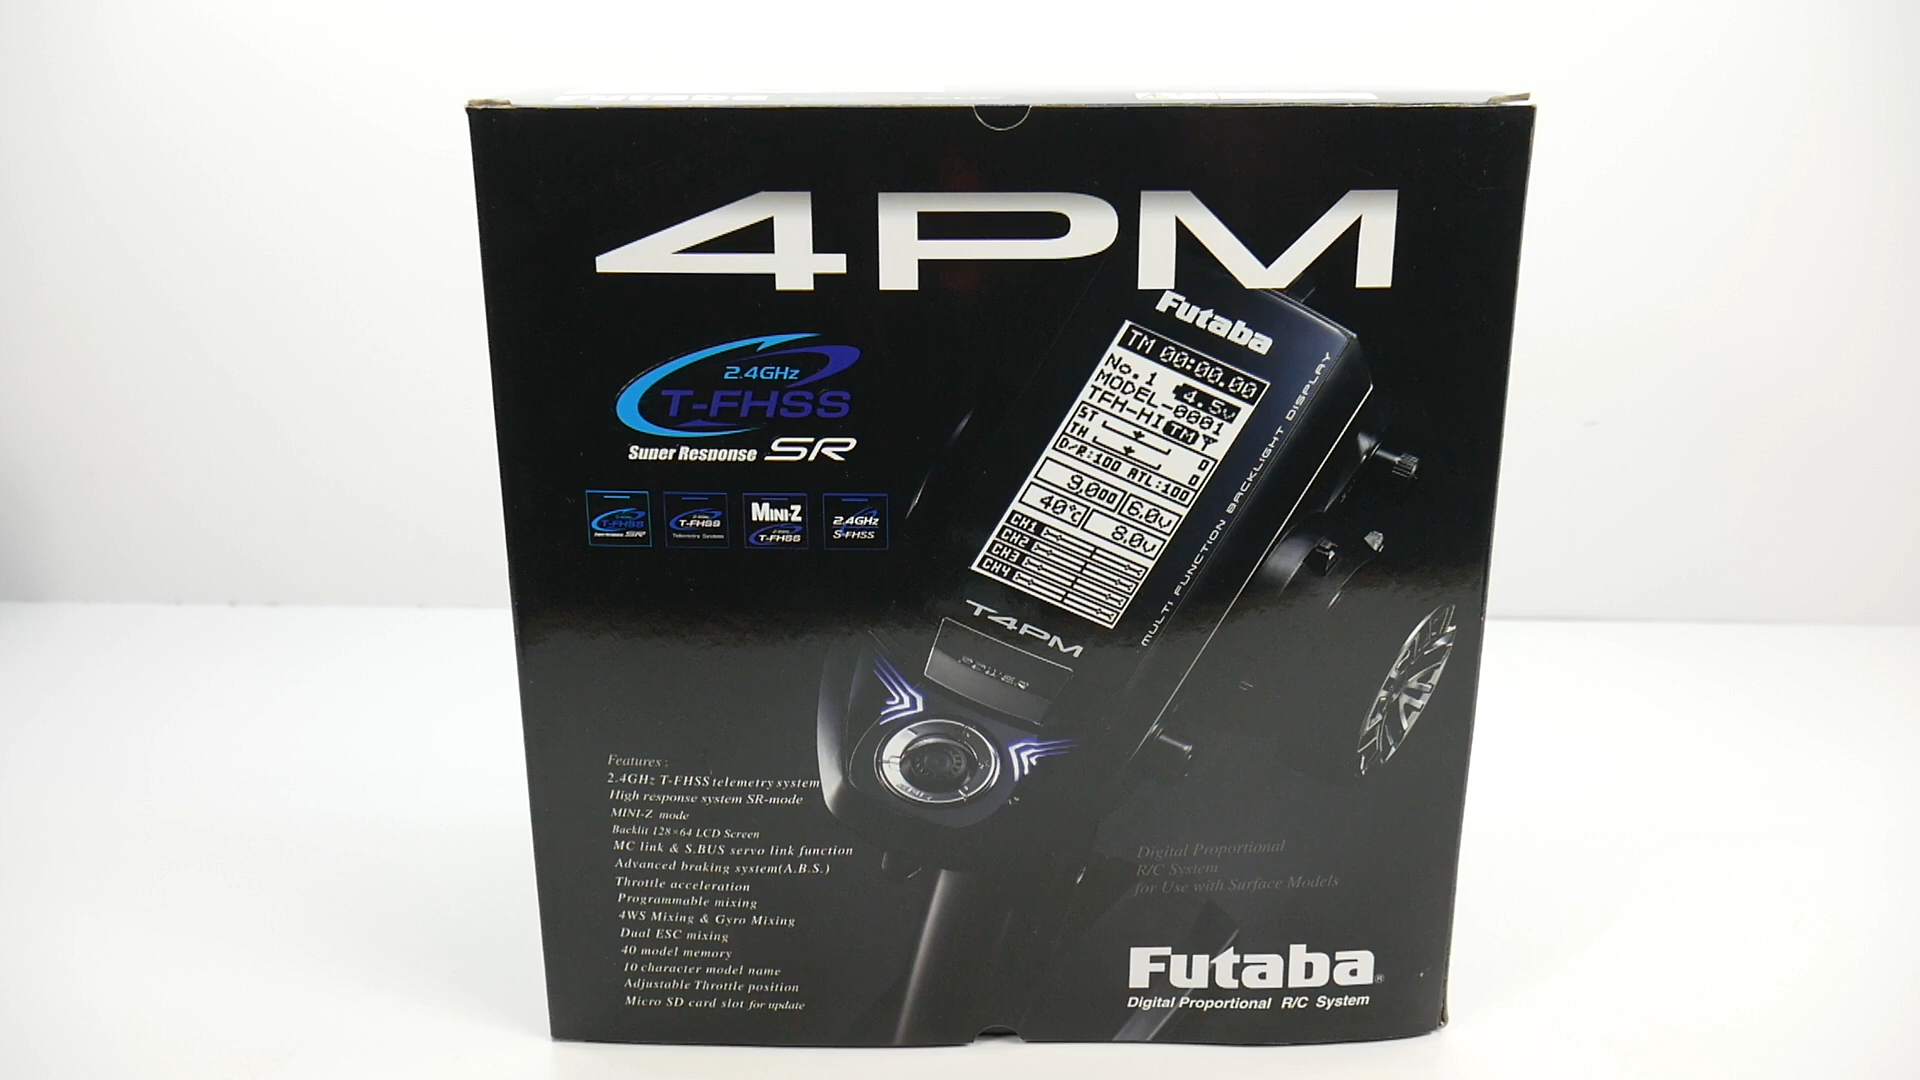 4PM
Futaba
2.4GHz
T-FHSS
Super Response SR
T-FHSS
SR
T-FHSS
Telemetry System
MINI-Z
T-FHSS
2.4GHz
S-FHSS
TM 00:00.00
No.1 4.5v
MODEL-0001
TFH-HI TM
ST 0
TH 0
D/R:100 ATL:100
9,000 6.0v
40℃ 8.0v
CH1
CH2
CH3
CH4
MULTI FUNCTION BACKLIGHT DISPLAY
T4PM
Features :
2.4GHz T-FHSS telemetry system
High response system SR-mode
MINI-Z mode
Backlit 128×64 LCD Screen
MC link & S.BUS servo link function
Advanced braking system(A.B.S.)
Throttle acceleration
Programmable mixing
4WS Mixing & Gyro Mixing
Dual ESC mixing
40 model memory
10 character model name
Adjustable Throttle position
Micro SD card slot for update
Digital Proportional
R/C System
for Use with Surface Models
Futaba®
Digital Proportional R/C System